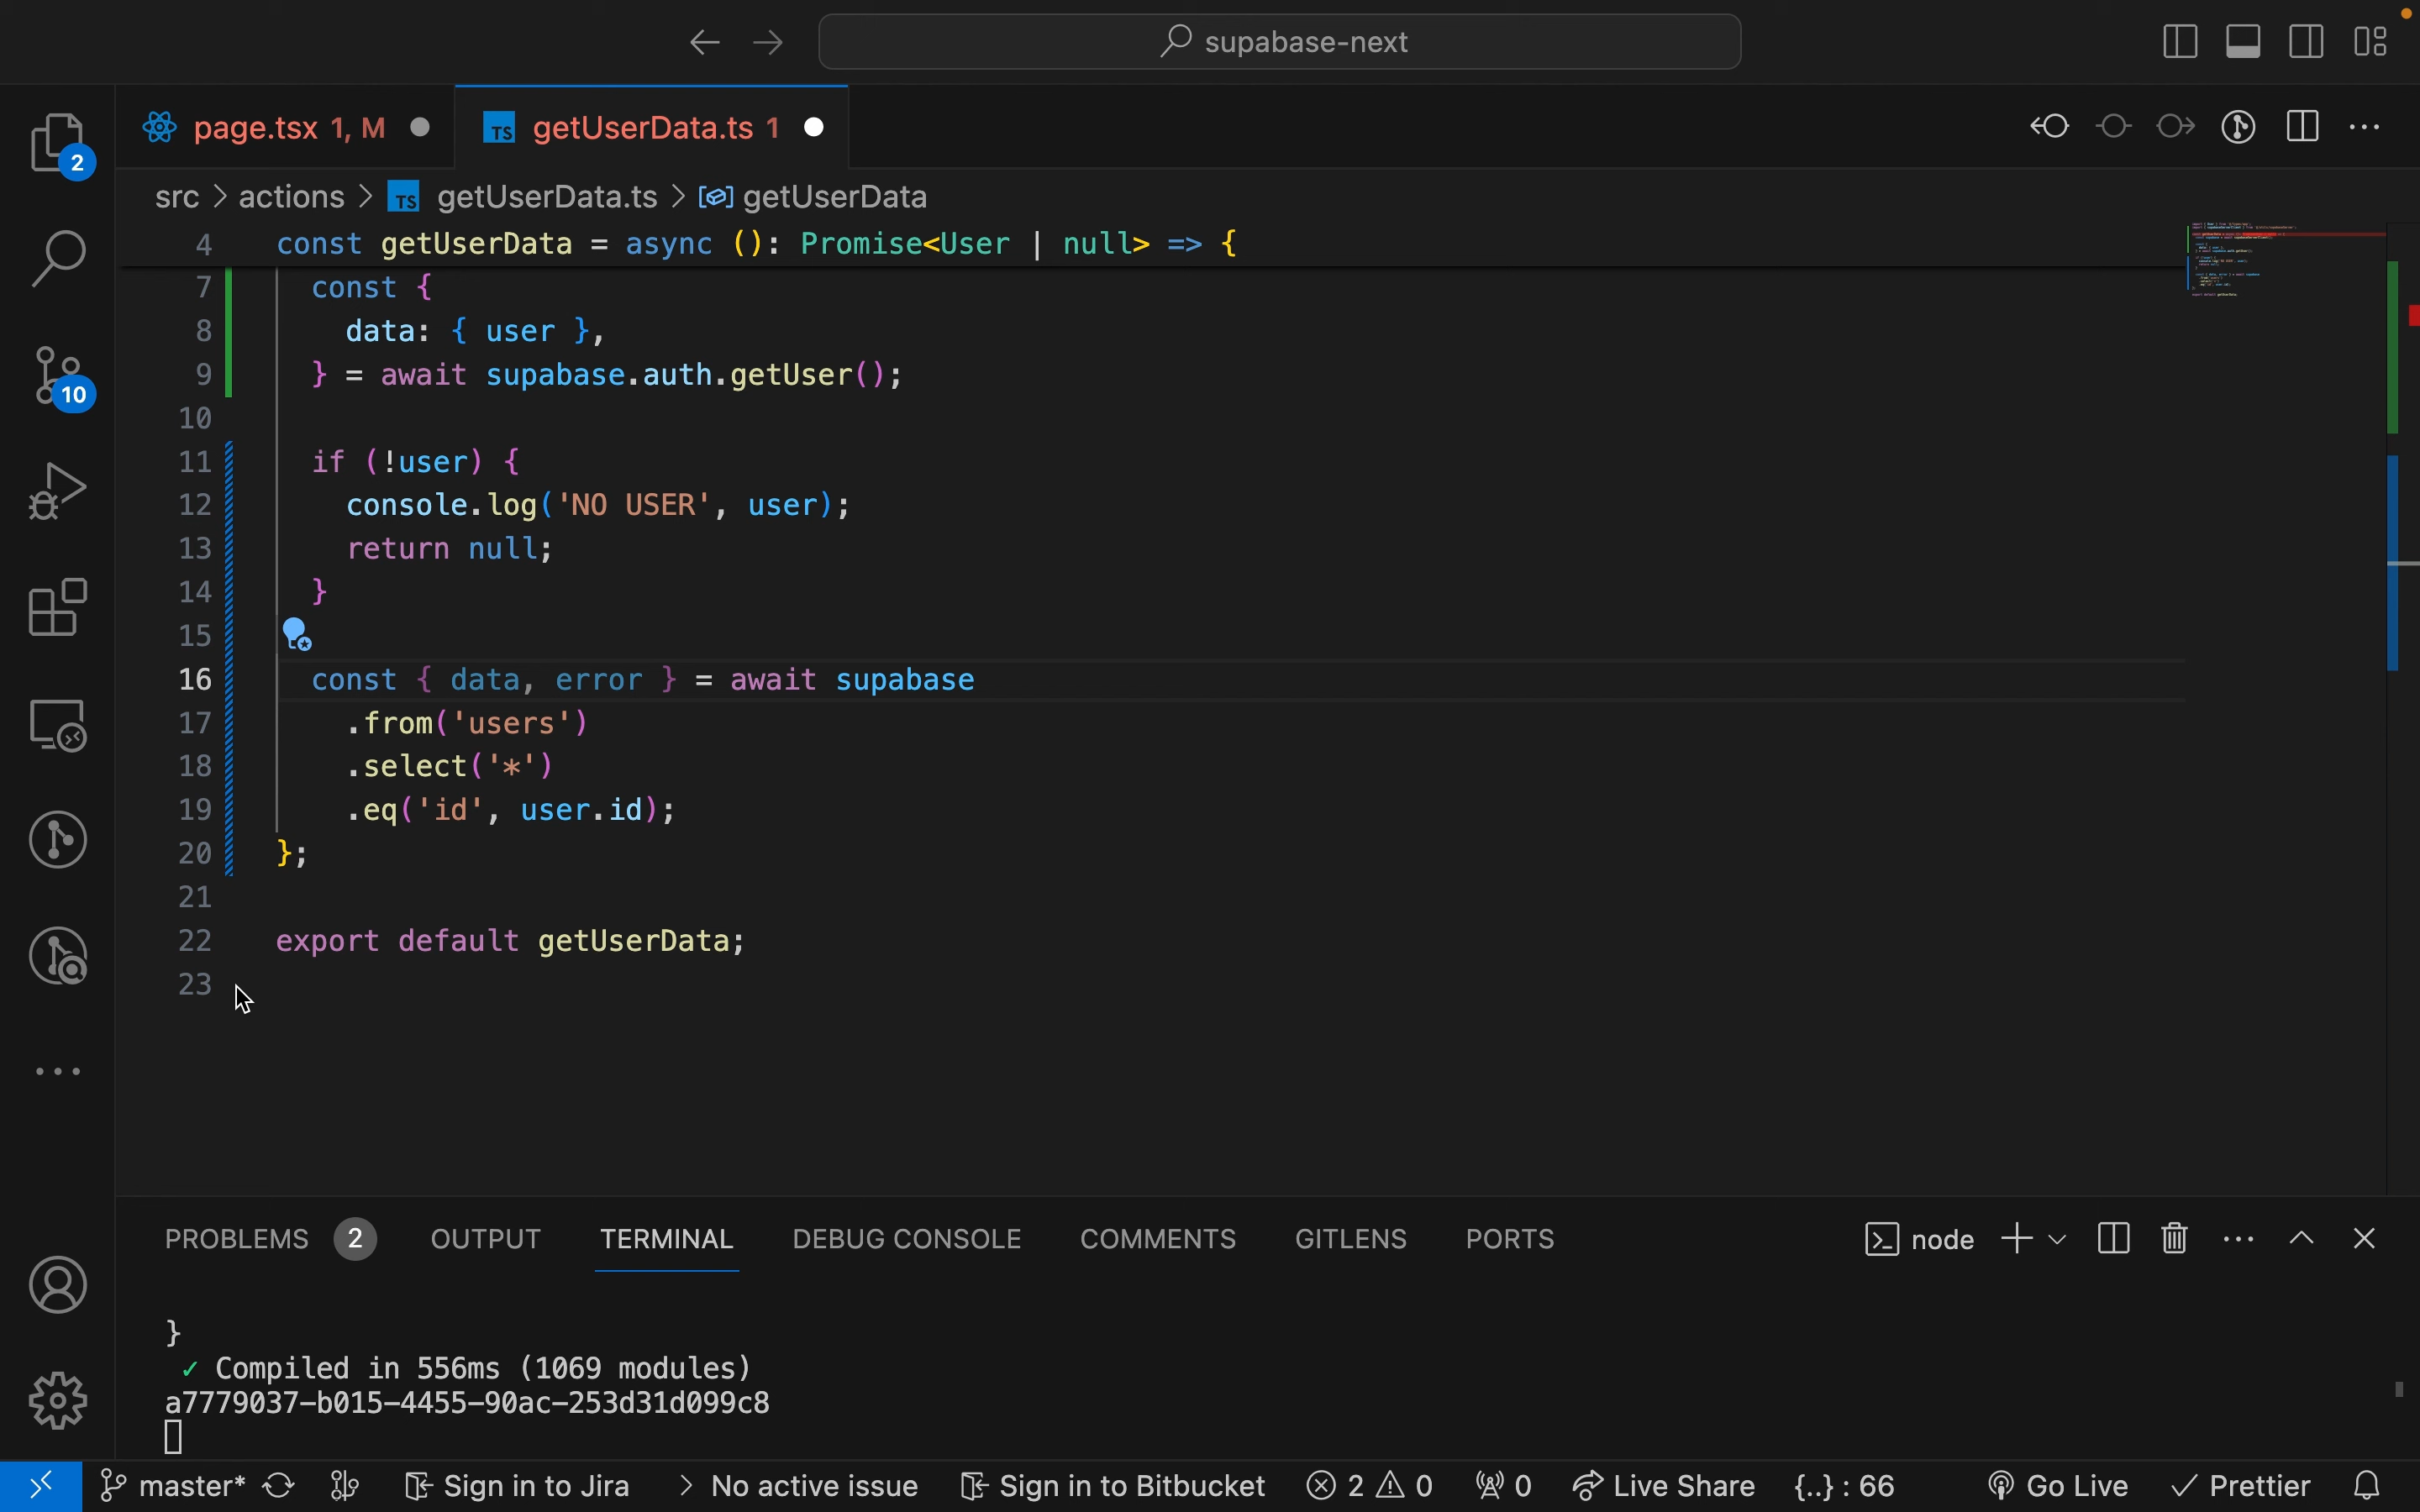 supabase-next
page.tsx 1, M
TS getUserData.ts 1
2
src > actions > TS getUserData.ts > getUserData
4 const getUserData = async (): Promise<User | null> => {
7 const {
8 data: { user },
9 } = await supabase.auth.getUser();
10
10
11 if (!user) {
12 console.log('NO USER', user);
13 return null;
14 }
15
16 const { data, error } = await supabase
17 .from('users')
18 .select('*')
19 .eq('id', user.id);
20 };
21
22 export default getUserData;
23
PROBLEMS 2 OUTPUT TERMINAL DEBUG CONSOLE COMMENTS GITLENS PORTS
node
}
✓ Compiled in 556ms (1069 modules)
a7779037-b015-4455-90ac-253d31d099c8
master* Sign in to Jira > No active issue Sign in to Bitbucket 2 0 0 Live Share {..} : 66 Go Live ✓ Prettier